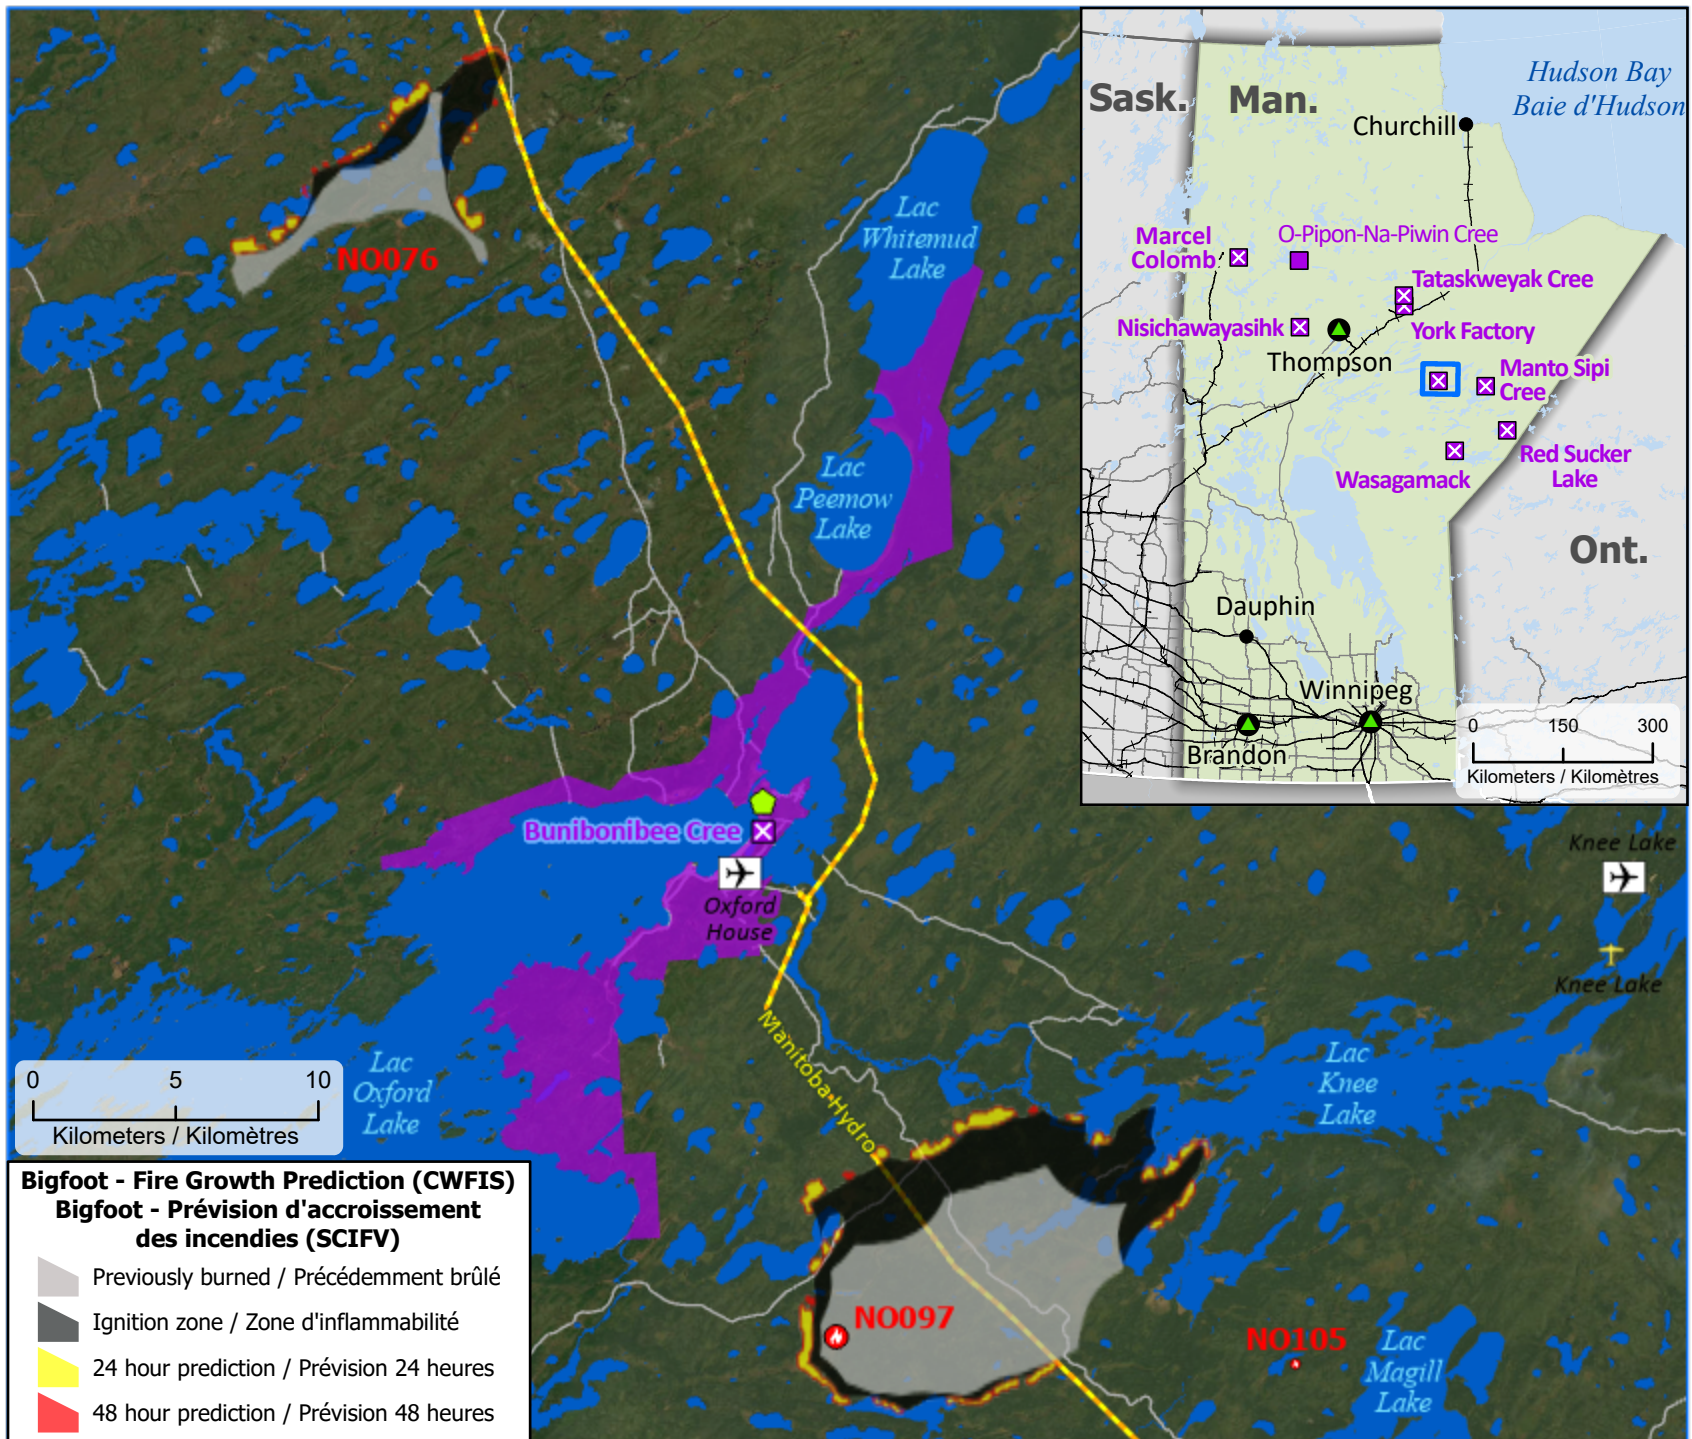 NO076
Lac
Whitemud
Lake
Lac
Peemow
Lake
Bunibonibee Cree
Oxford
House
Knee Lake
Knee Lake
Manitoba Hydro
Lac
Oxford
Lake
Lac
Knee
Lake
NO097
NO105
Lac
Magill
Lake
0 5 10
Kilometers / Kilomètres
Bigfoot - Fire Growth Prediction (CWFIS)
Bigfoot - Prévision d'accroissement
des incendies (SCIFV)
Previously burned / Précédemment brûlé
Ignition zone / Zone d'inflammabilité
24 hour prediction / Prévision 24 heures
48 hour prediction / Prévision 48 heures
Hudson Bay
Baie d'Hudson
Sask.
Man.
Churchill
Marcel
Colomb
O-Pipon-Na-Piwin Cree
Tataskweyak Cree
Nisichawayasihk
York Factory
Thompson
Manto Sipi
Cree
Red Sucker
Lake
Wasagamack
Ont.
Dauphin
Winnipeg
Brandon
0 150 300
Kilometers / Kilomètres